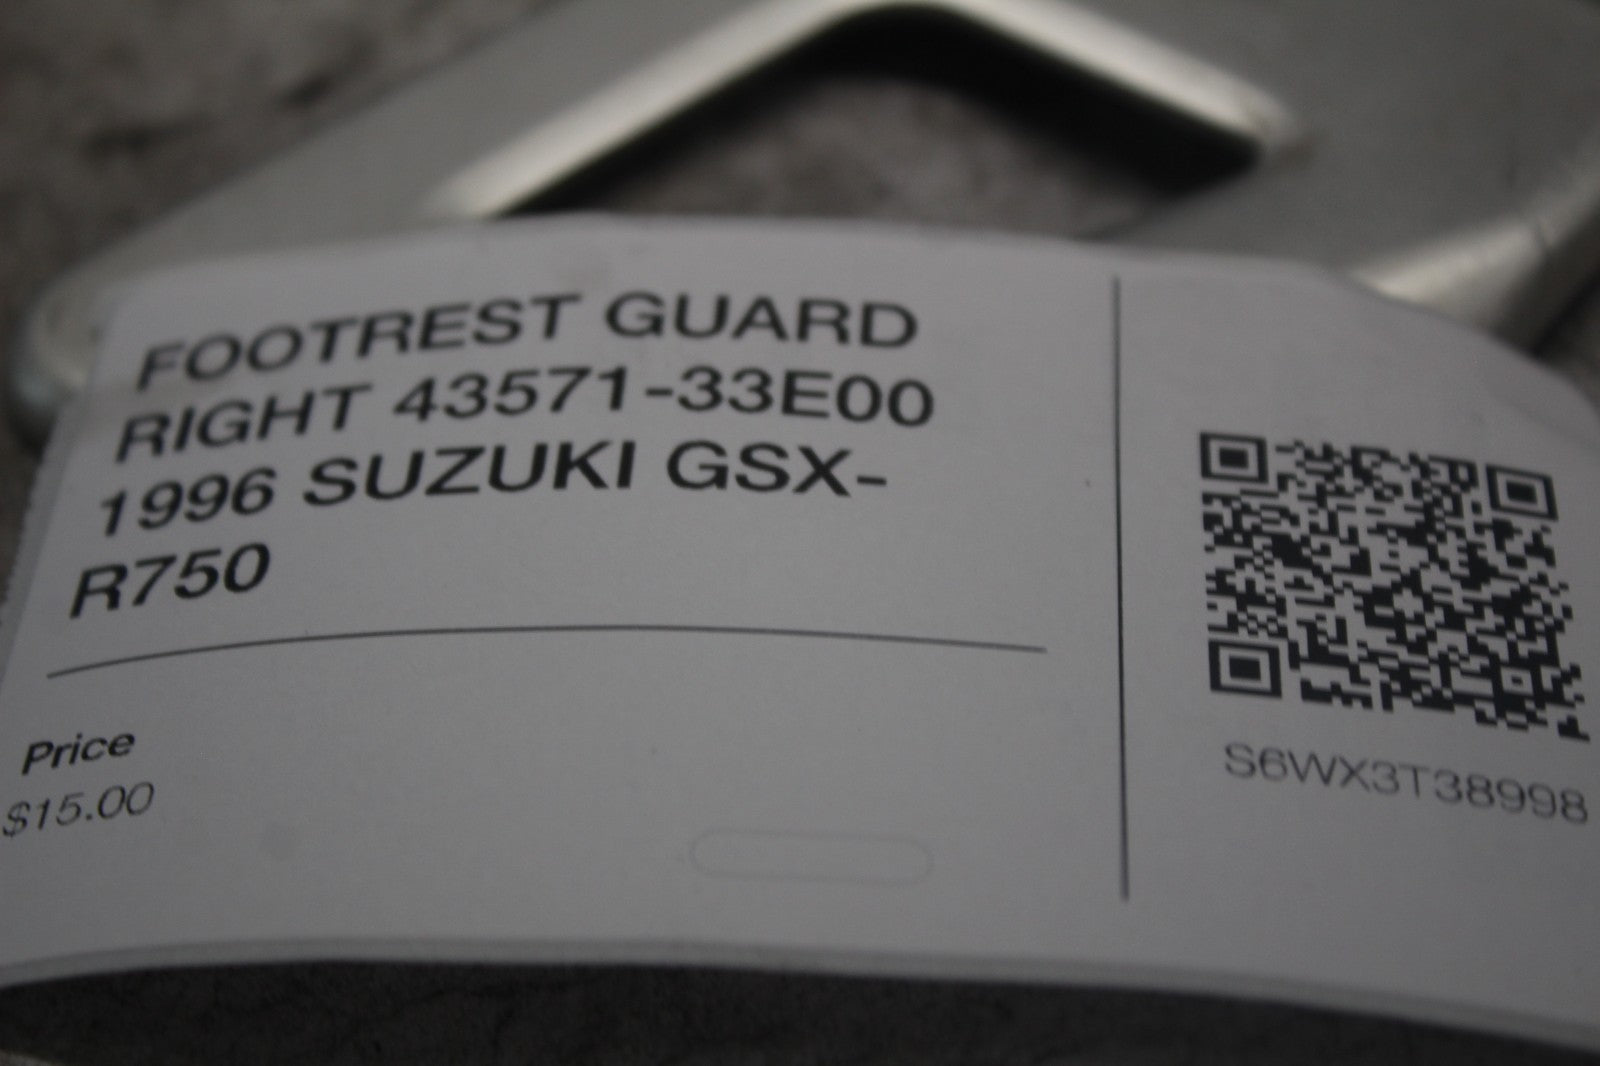 FOOTREST GUARD
RIGHT 43571-33E00
1996 SUZUKI GSX-
R750
Price
$15.00
S6WX3T38998